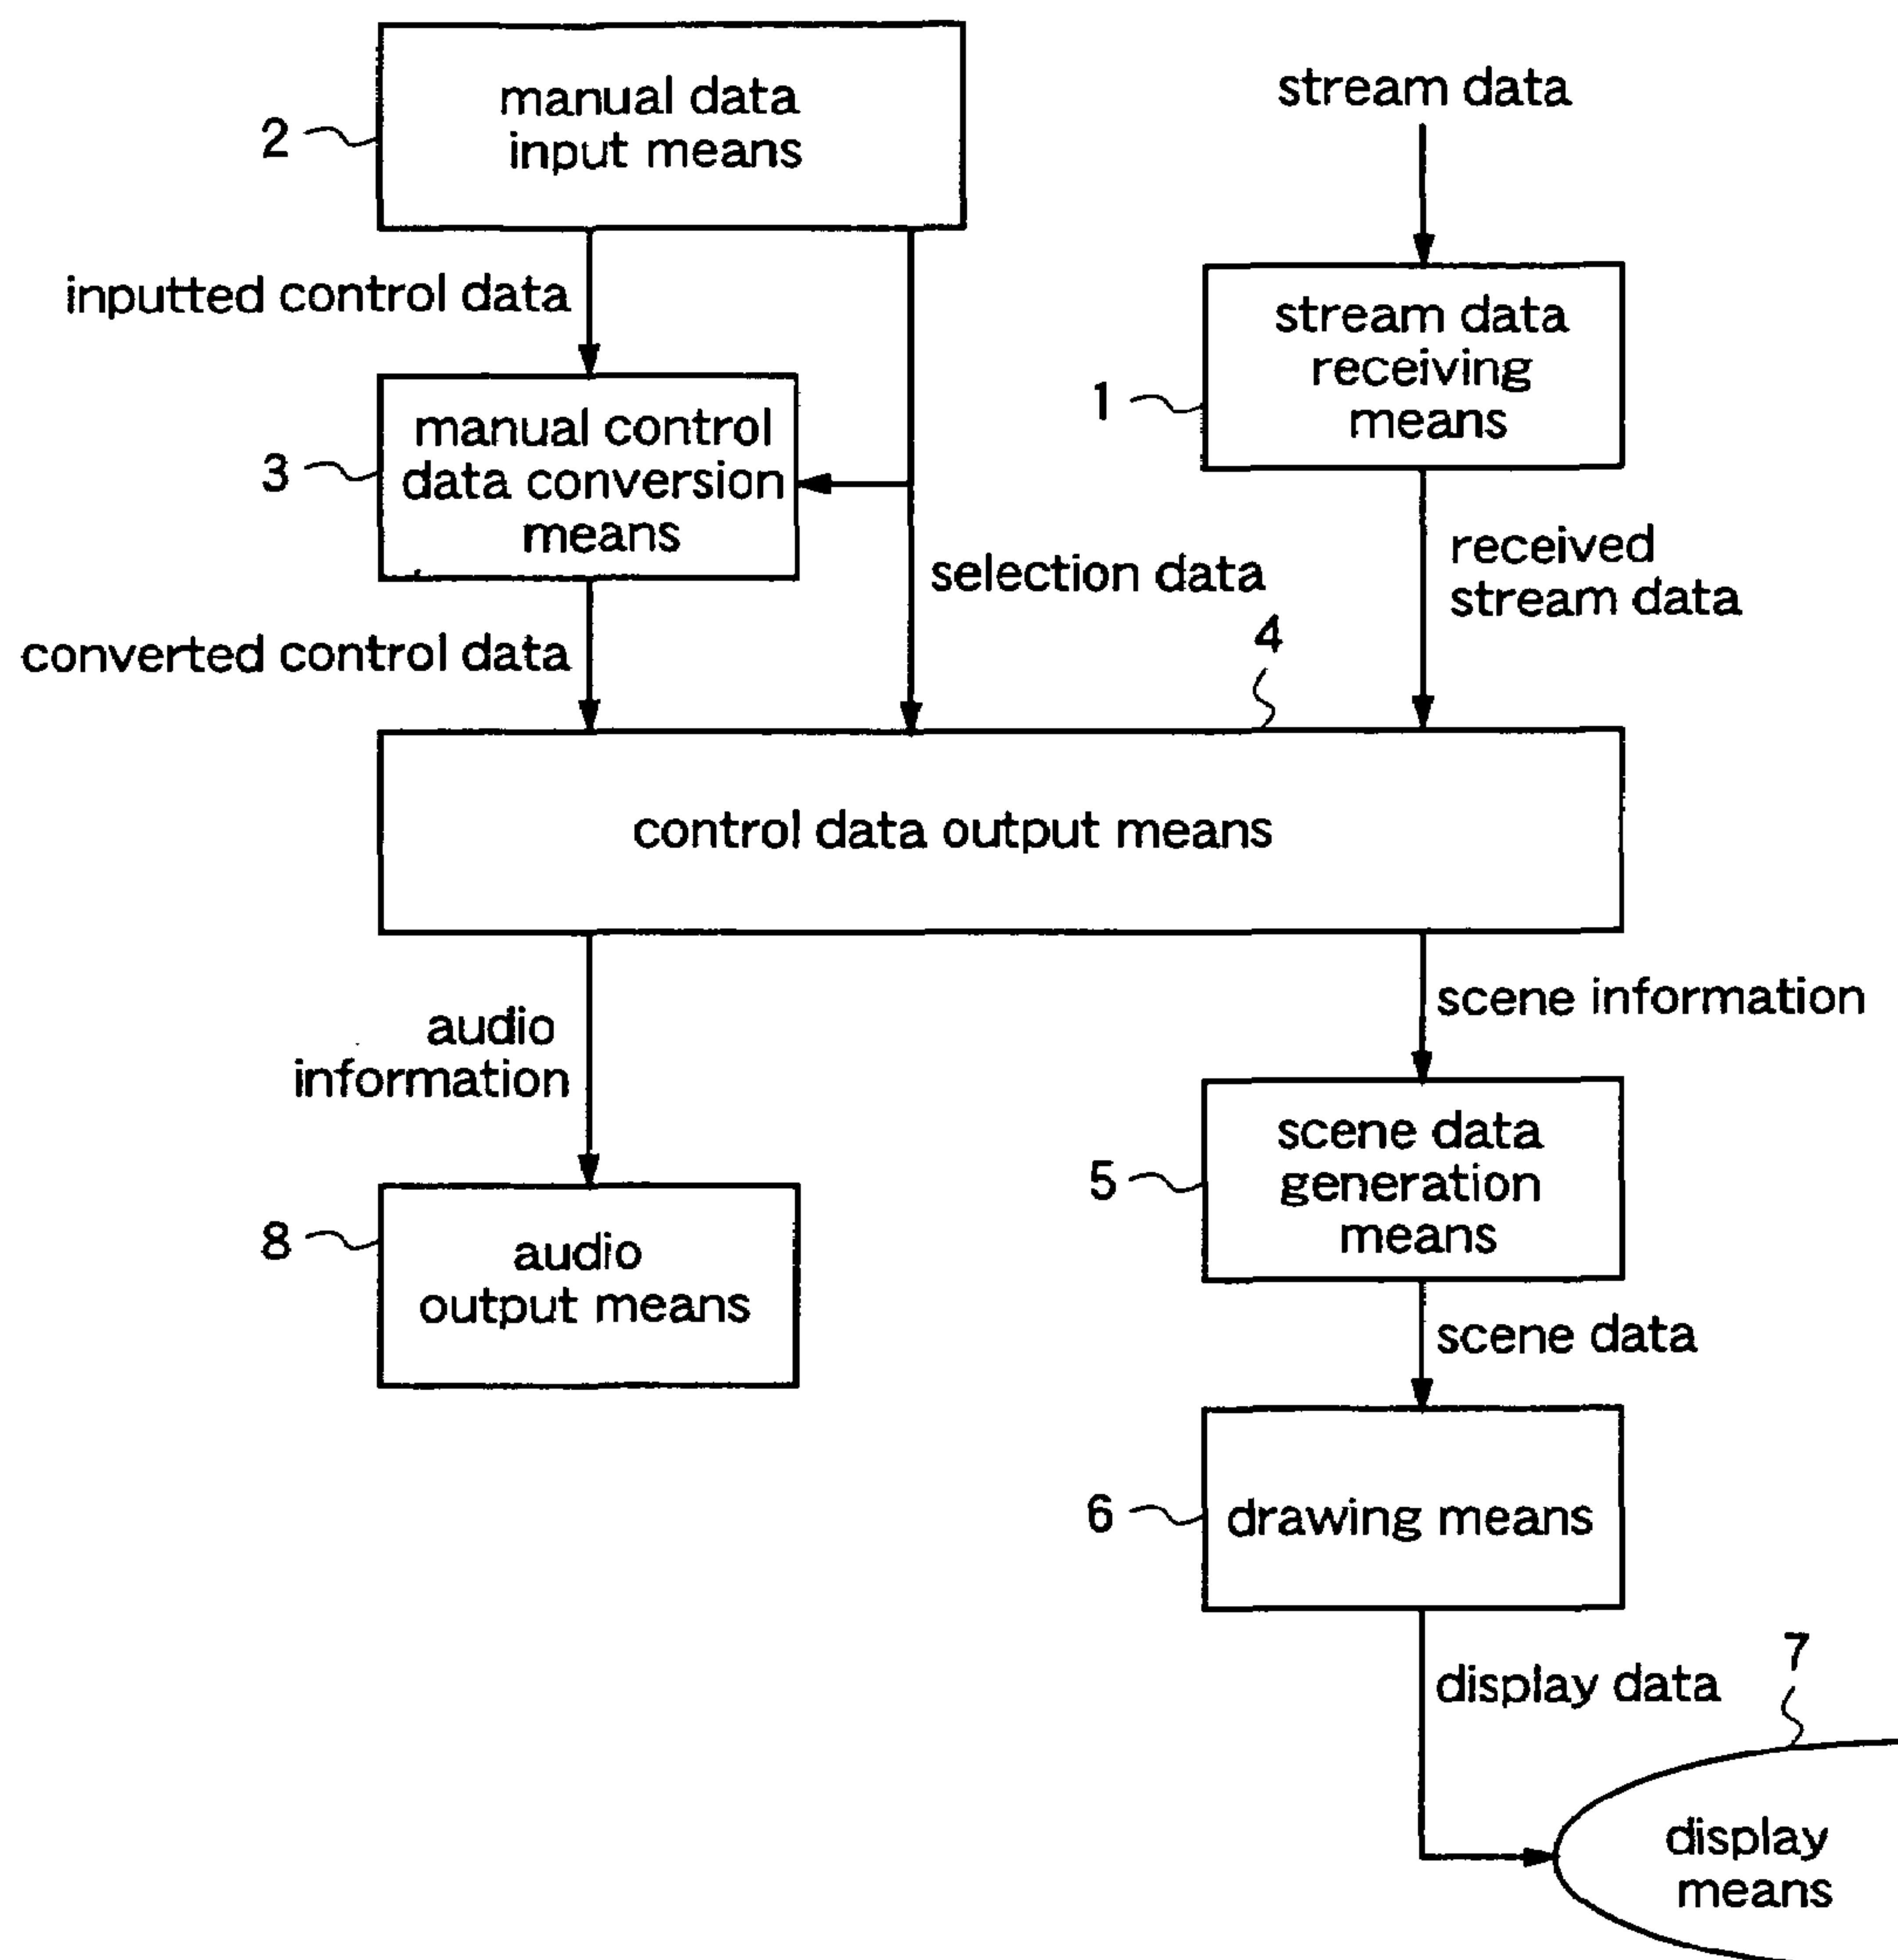 manual data
input means
2
stream data
inputted control data
stream data
receiving
means
1
manual control
data conversion
means
3
selection data
received
stream data
converted control data
4
control data output means
audio
information
scene information
scene data
generation
means
5
audio
output means
8
scene data
drawing means
6
display data
7
display
means